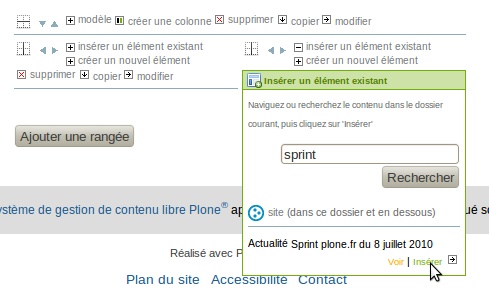 modèle créer une colonne supprimer copier modifier
insérer un élément existant
créer un nouvel élément
supprimer copier modifier
insérer un élément existant
créer un nouvel élément
Insérer un élément existant
Naviguez ou recherchez le contenu dans le dossier
courant, puis cliquez sur 'Insérer'
sprint
Rechercher
site (dans ce dossier et en dessous)
Actualité Sprint plone.fr du 8 juillet 2010
Voir | Insérer
Ajouter une rangée
ystème de gestion de contenu libre Plone®
Réalisé avec P
Plan du site Accessibilité Contact